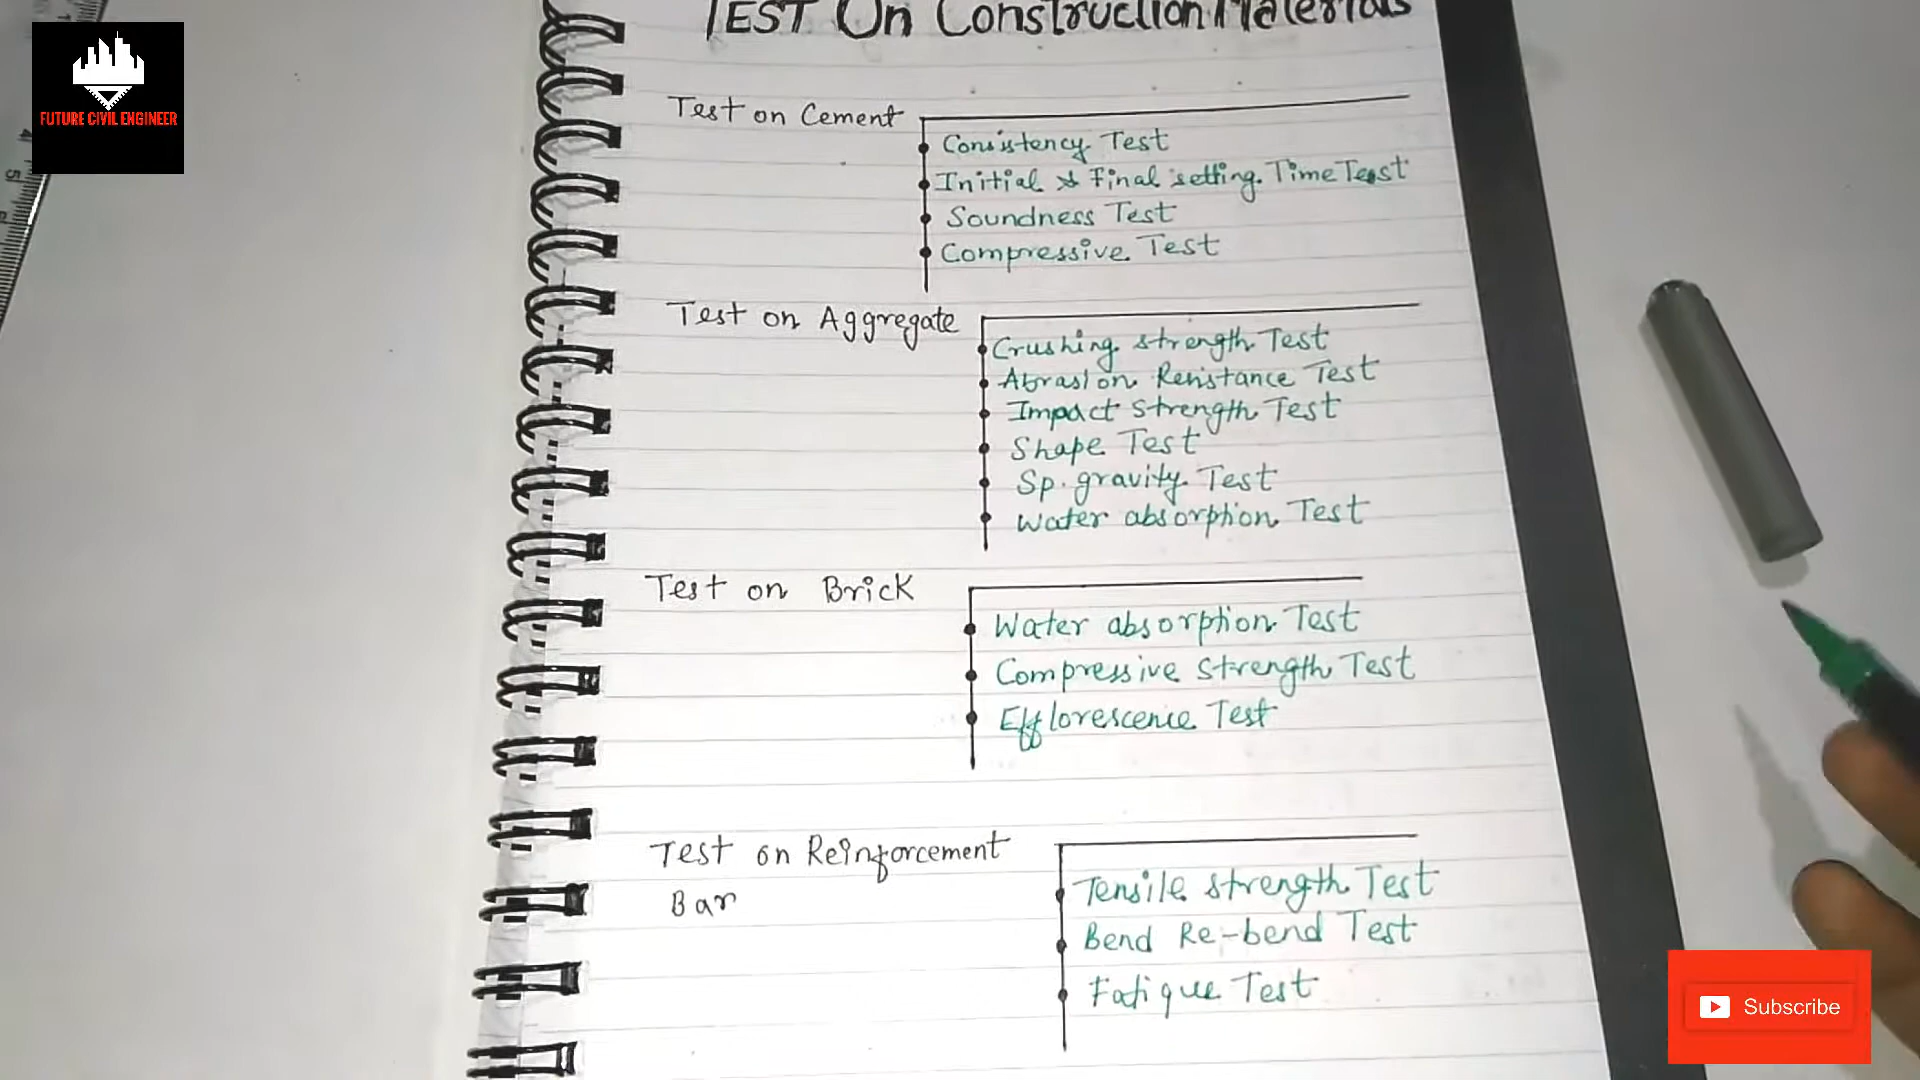 TEST On Construction Materials
FUTURE CIVIL ENGINEER
Test on Cement
Consistency Test
Initial & Final setting Time Test
Soundness Test
Compressive Test
Test on Aggregate
Crushing strength Test
Abrasion Resistance Test
Impact strength Test
Shape Test
Sp. gravity Test
Water absorption Test
Test on Brick
Water absorption Test
Compressive strength Test
Efflorescence Test
Test on Reinforcement
Bar
Tensile strength Test
Bend Re-bend Test
Fatique Test
Subscribe